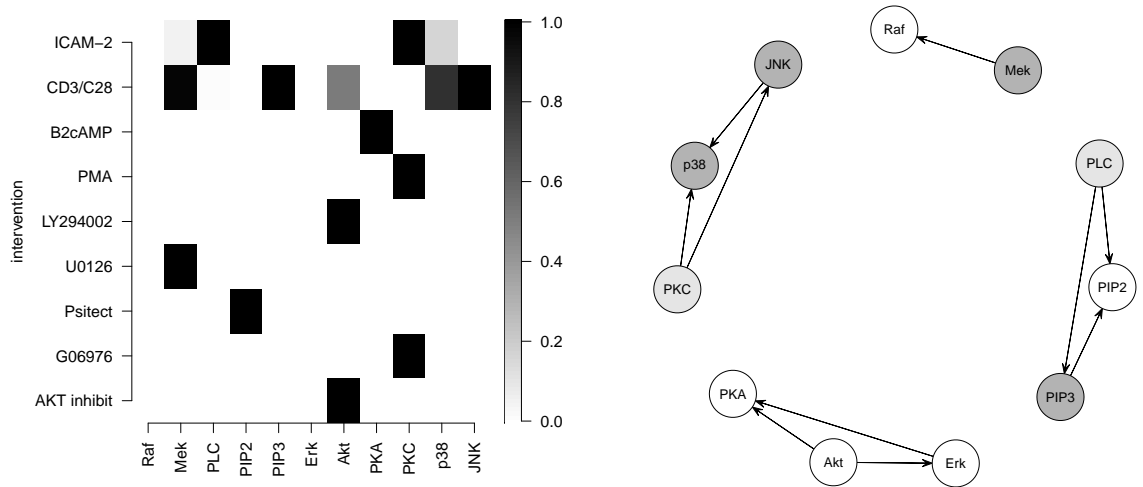 ICAM−2
CD3/C28
B2cAMP
PMA
LY294002
U0126
Psitect
G06976
AKT inhibit
intervention
Raf
Mek
PLC
PIP2
PIP3
Erk
Akt
PKA
PKC
p38
JNK
1.0
0.8
0.6
0.4
0.2
0.0
Raf
JNK
Mek
p38
PLC
PKC
PIP2
PKA
PIP3
Akt
Erk